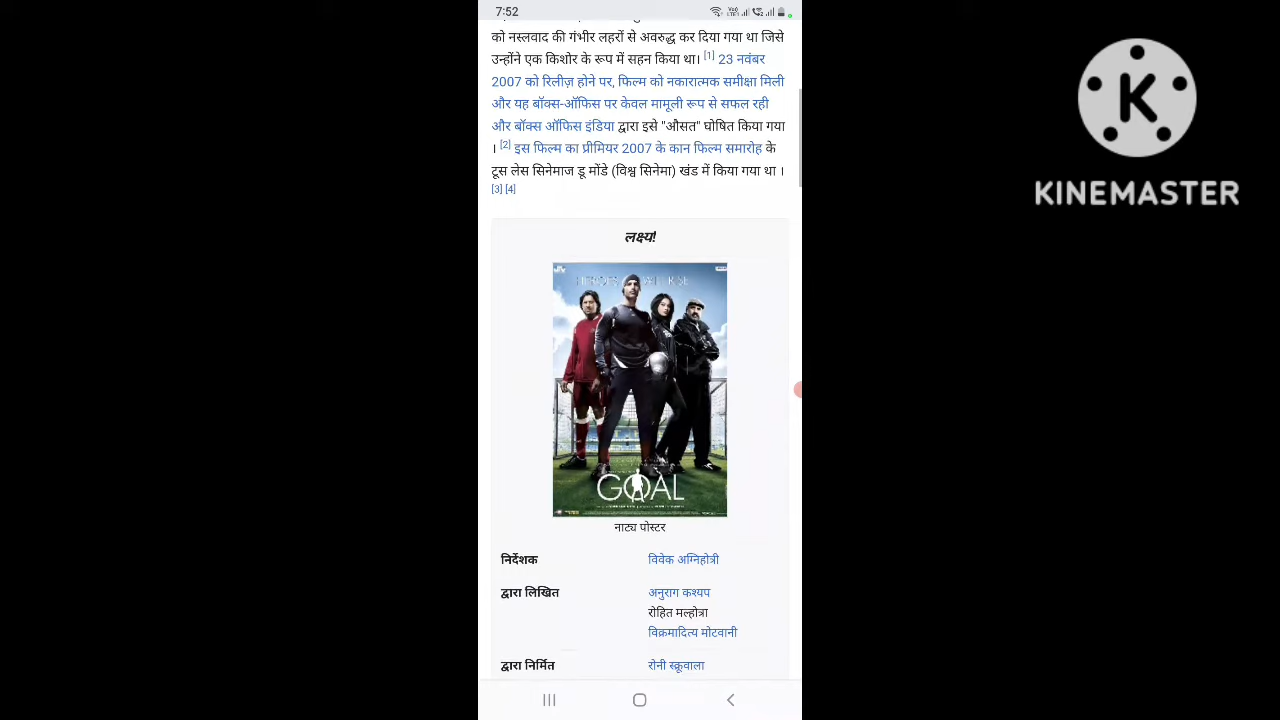 7:52
को नस्लवाद की गंभीर लहरों से अवरुद्ध कर दिया गया था जिसे
उन्होंने एक किशोर के रूप में सहन किया था। [1] 23 नवंबर
2007 को रिलीज़ होने पर, फिल्म को नकारात्मक समीक्षा मिली
और यह बॉक्स-ऑफिस पर केवल मामूली रूप से सफल रही
और बॉक्स ऑफिस इंडिया द्वारा इसे "औसत" घोषित किया गया
। [2] इस फिल्म का प्रीमियर 2007 के कान फिल्म समारोह के
टूस लेस सिनेमाज डू मोंडे (विश्व सिनेमा) खंड में किया गया था ।
[3] [4]
लक्ष्य!
GOAL
नाट्य पोस्टर
निर्देशक विवेक अग्निहोत्री
द्वारा लिखित अनुराग कश्यप
रोहित मल्होत्रा
विक्रमादित्य मोटवानी
द्वारा निर्मित रोनी स्क्रूवाला
K
KINEMASTER